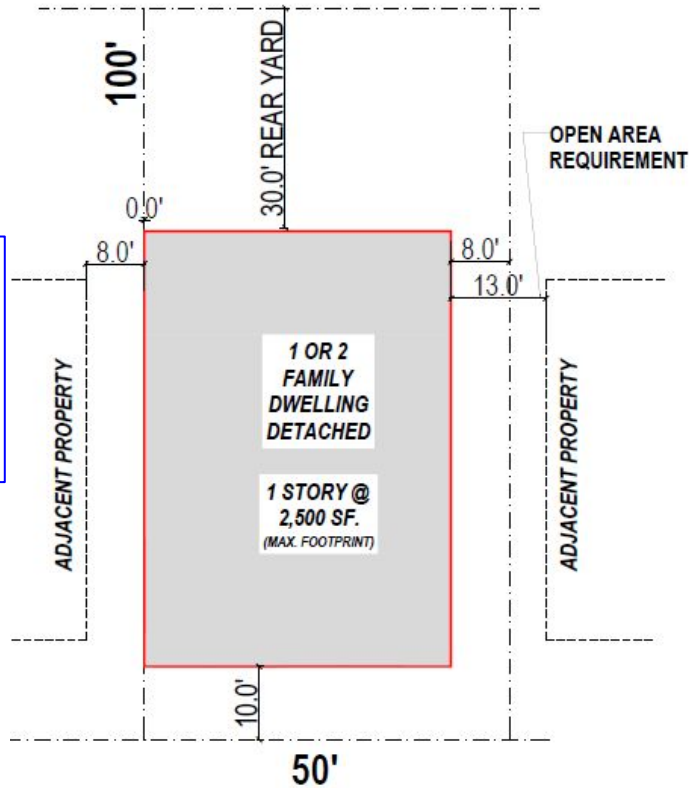 100'
30.0' REAR YARD
OPEN AREA
REQUIREMENT
0.0'
8.0'
8.0'
13.0'
1 OR 2
FAMILY
DWELLING
DETACHED
1 STORY @
2,500 SF.
(MAX. FOOTPRINT)
ADJACENT PROPERTY
ADJACENT PROPERTY
10.0'
50'